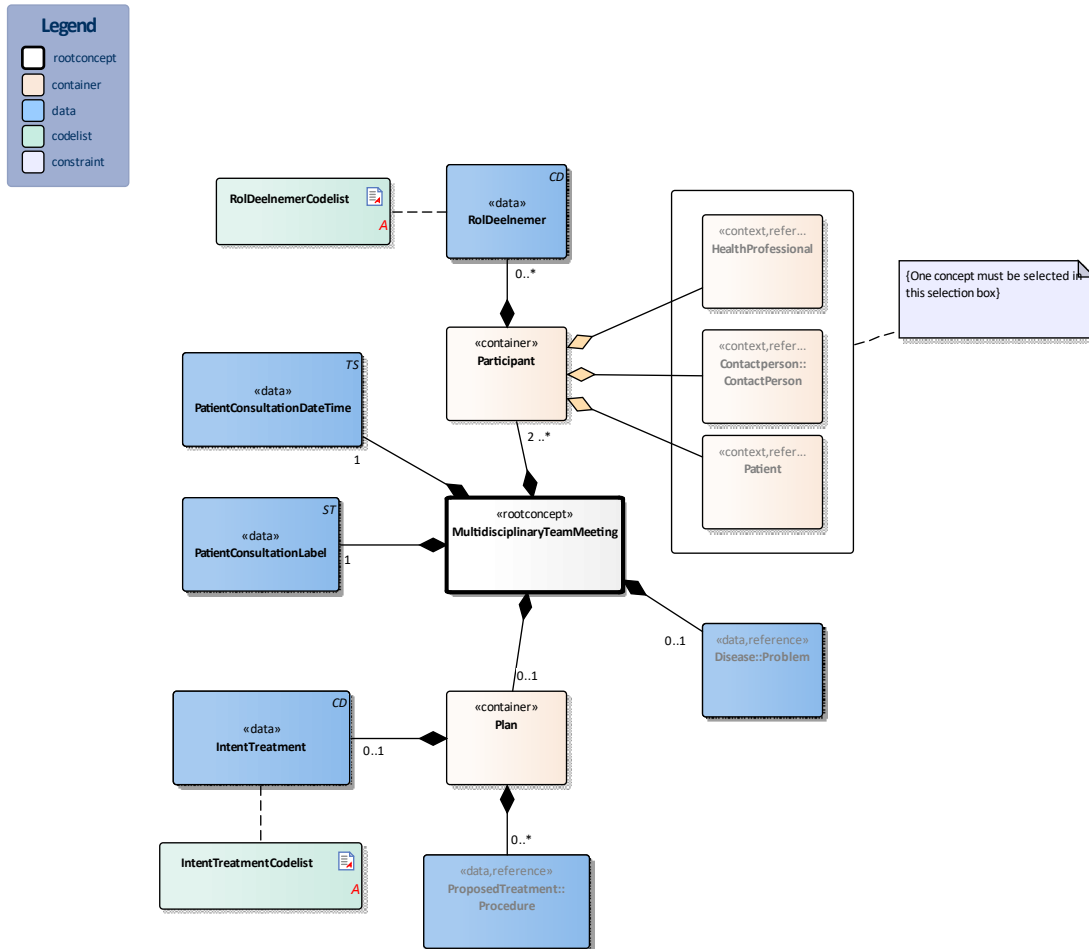 Legend
rootconcept
container
data
codelist
constraint
RolDeelnemerCodelist
A
CD
«data»
RolDeelnemer
0..*
«context,refer...
HealthProfessional
{One concept must be selected in
this selection box}
«container»
Participant
«context,refer...
Contactperson::
ContactPerson
TS
«data»
PatientConsultationDateTime
1
2 ..*
«context,refer...
Patient
ST
«data»
PatientConsultationLabel
1
«rootconcept»
MultidisciplinaryTeamMeeting
0..1
«data,reference»
Disease::Problem
0..1
CD
«data»
IntentTreatment
0..1
«container»
Plan
0..*
IntentTreatmentCodelist
A
«data,reference»
ProposedTreatment::
Procedure